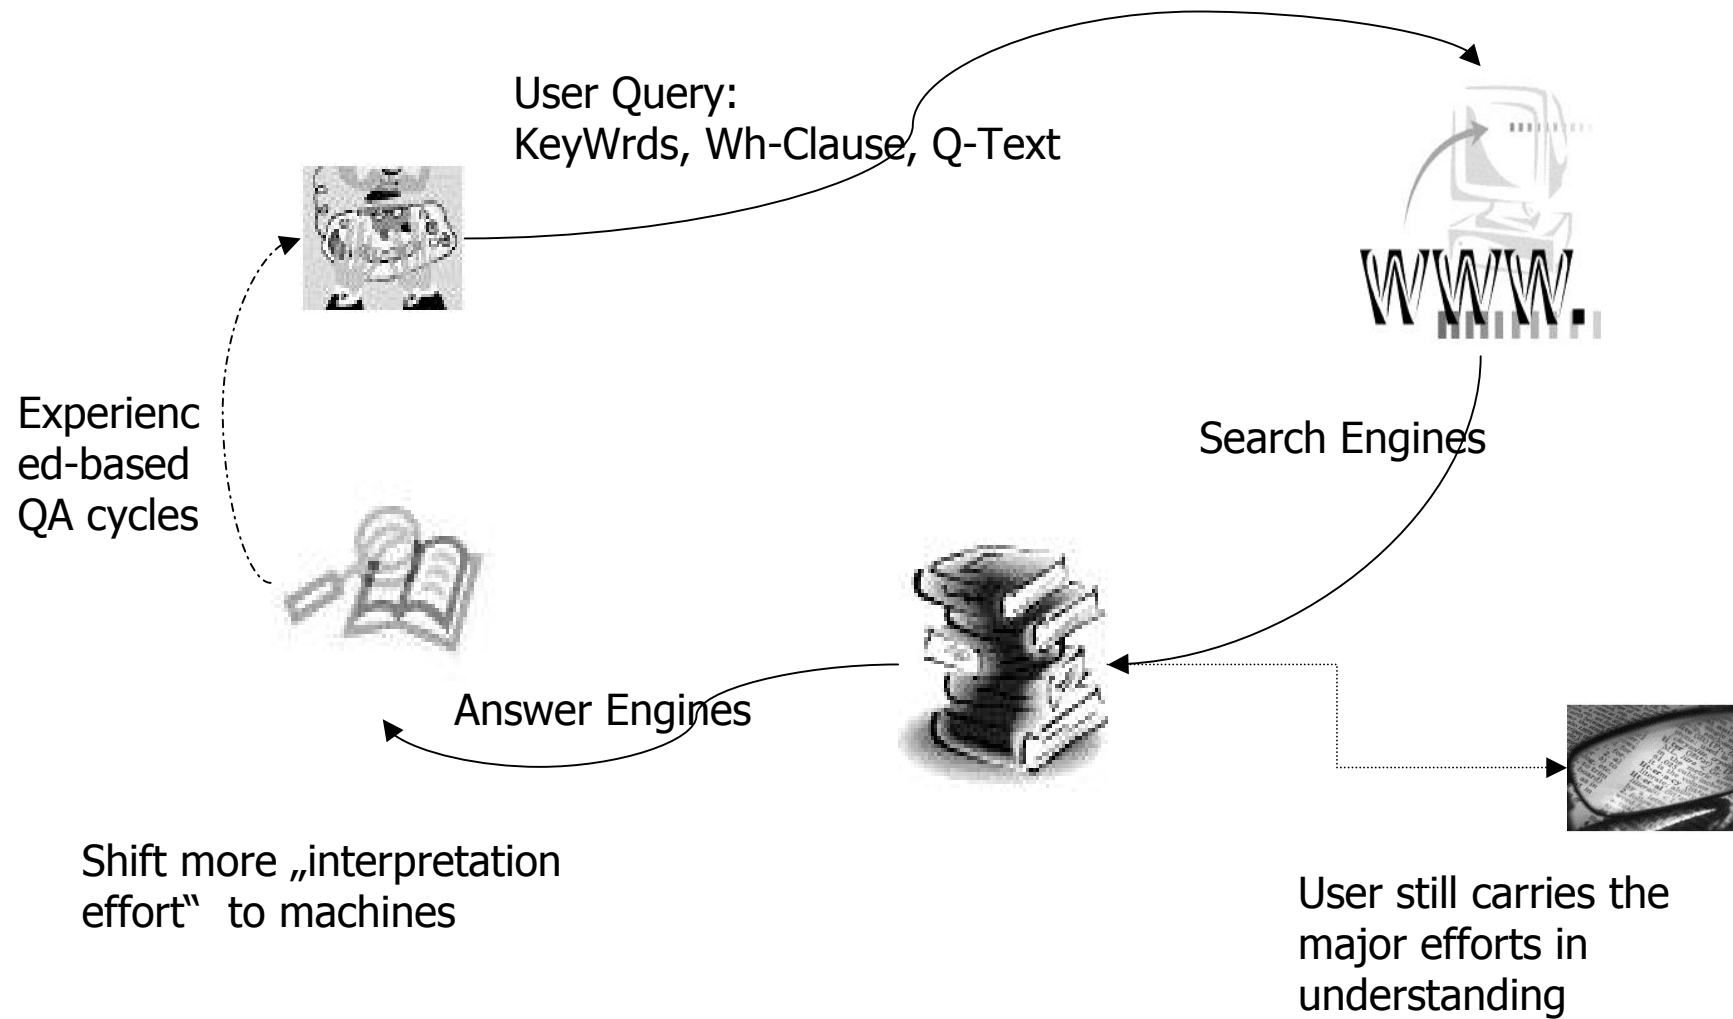 User Query:
KeyWrds, Wh-Clause, Q-Text
WWW.
Experienc
ed-based
QA cycles
Search Engines
Answer Engines
Shift more „interpretation
effort“ to machines
User still carries the
major efforts in
understanding